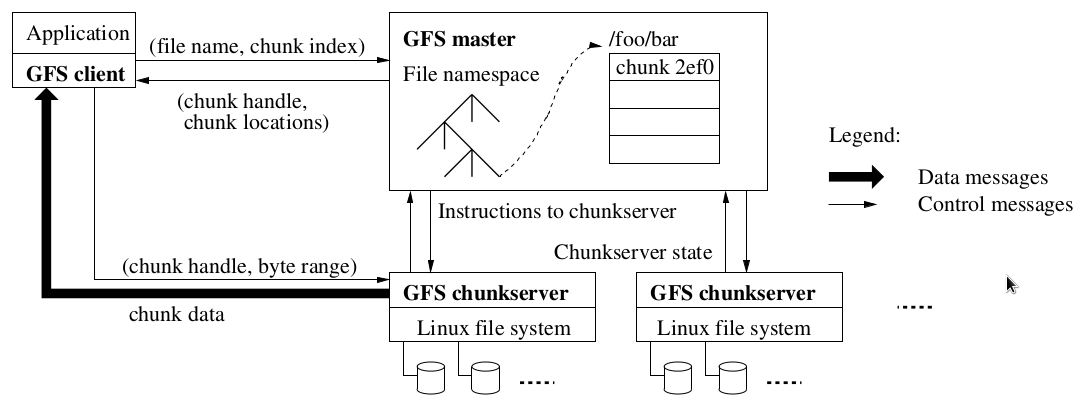 Application
GFS client
(file name, chunk index)
(chunk handle,
chunk locations)
GFS master
File namespace
/foo/bar
chunk 2ef0
Legend:
Data messages
Control messages
Instructions to chunkserver
Chunkserver state
(chunk handle, byte range)
chunk data
GFS chunkserver
Linux file system
GFS chunkserver
Linux file system